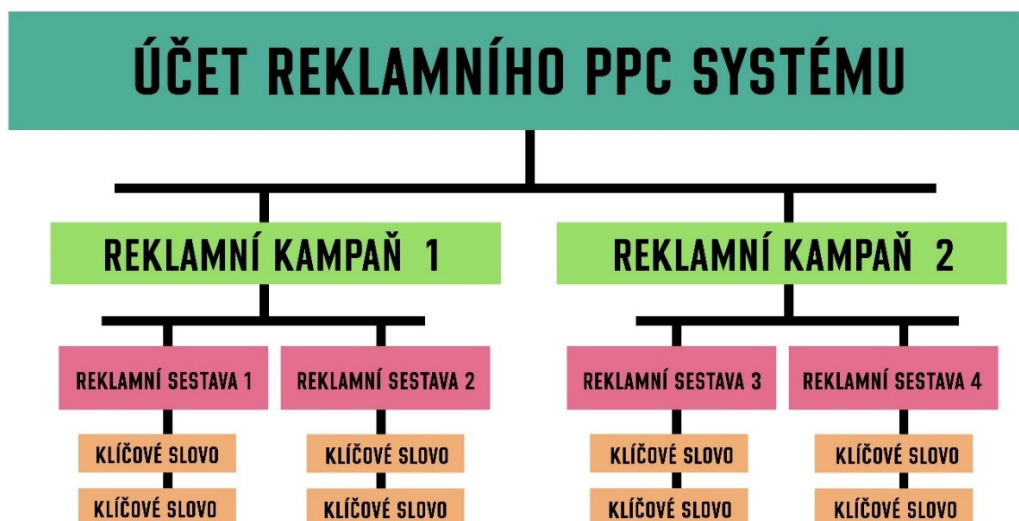 ÚČET REKLAMNÍHO PPC SYSTÉMU
REKLAMNÍ KAMPAŇ 1
REKLAMNÍ KAMPAŇ 2
REKLAMNÍ SESTAVA 1
REKLAMNÍ SESTAVA 2
REKLAMNÍ SESTAVA 3
REKLAMNÍ SESTAVA 4
KLÍČOVÉ SLOVO
KLÍČOVÉ SLOVO
KLÍČOVÉ SLOVO
KLÍČOVÉ SLOVO
KLÍČOVÉ SLOVO
KLÍČOVÉ SLOVO
KLÍČOVÉ SLOVO
KLÍČOVÉ SLOVO